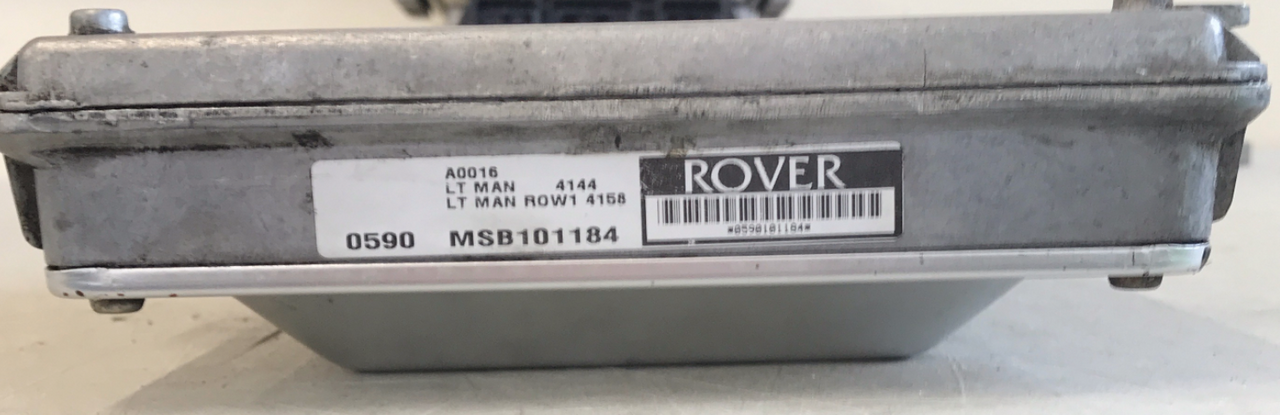 A0016
LT MAN 4144
LT MAN ROW1 4158
0590 MSB101184
ROVER
*0590101184*